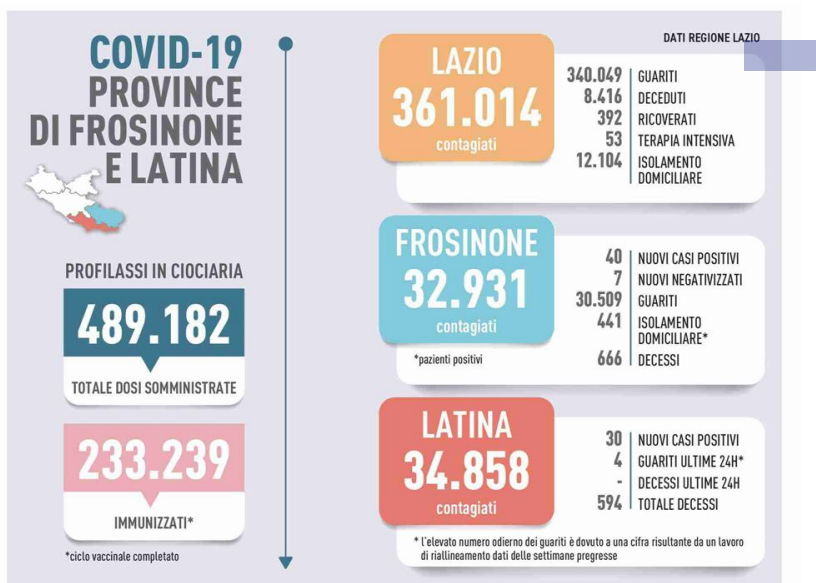 COVID-19
PROVINCE
DI FROSINONE
E LATINA
PROFILASSI IN CIOCIARIA
489.182
TOTALE DOSI SOMMINISTRATE
233.239
IMMUNIZZATI*
*ciclo vaccinale completato
DATI REGIONE LAZIO
LAZIO
361.014
contagiati
340.049 GUARITI
8.416 DECEDUTI
392 RICOVERATI
53 TERAPIA INTENSIVA
12.104 ISOLAMENTO
DOMICILIARE
FROSINONE
32.931
contagiati
*pazienti positivi
40 NUOVI CASI POSITIVI
7 NUOVI NEGATIVIZZATI
30.509 GUARITI
441 ISOLAMENTO
DOMICILIARE*
666 DECESSI
LATINA
34.858
contagiati
30 NUOVI CASI POSITIVI
4 GUARITI ULTIME 24H*
- DECESSI ULTIME 24H
594 TOTALE DECESSI
* l'elevato numero odierno dei guariti è dovuto a una cifra risultante da un lavoro
di riallineamento dati delle settimane pregresse